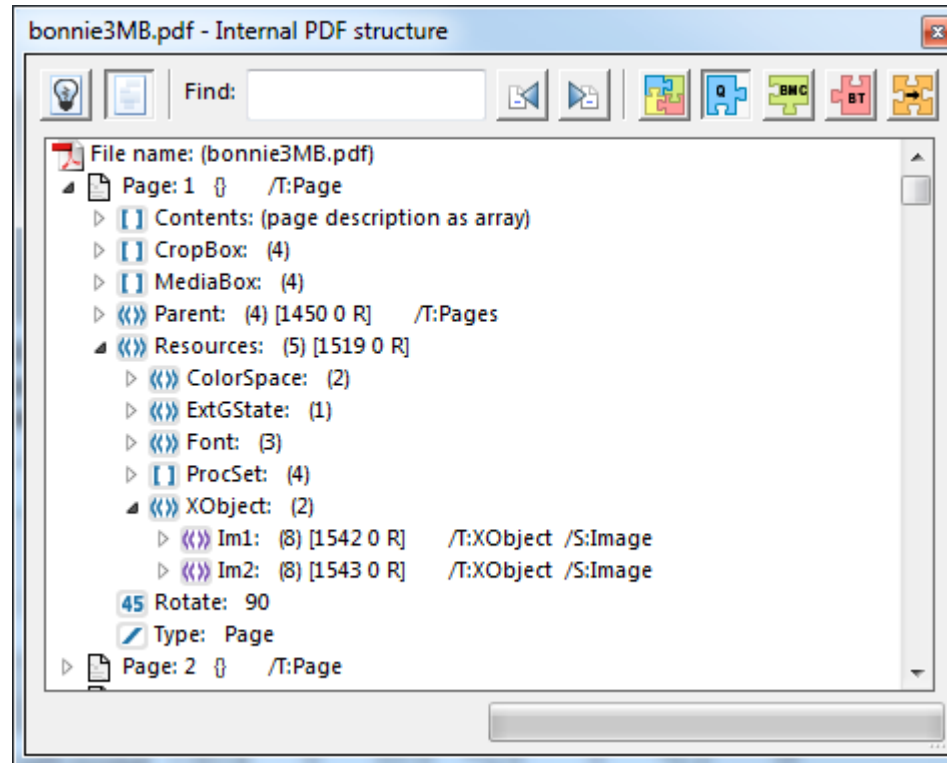 bonnie3MB.pdf - Internal PDF structure
Find:
Q
BMC
BT
File name: (bonnie3MB.pdf)
Page: 1 {} /T:Page
[ ] Contents: (page description as array)
[ ] CropBox: (4)
[ ] MediaBox: (4)
«» Parent: (4) [1450 0 R] /T:Pages
«» Resources: (5) [1519 0 R]
«» ColorSpace: (2)
«» ExtGState: (1)
«» Font: (3)
[ ] ProcSet: (4)
«» XObject: (2)
«» Im1: (8) [1542 0 R] /T:XObject /S:Image
«» Im2: (8) [1543 0 R] /T:XObject /S:Image
45 Rotate: 90
Type: Page
Page: 2 {} /T:Page